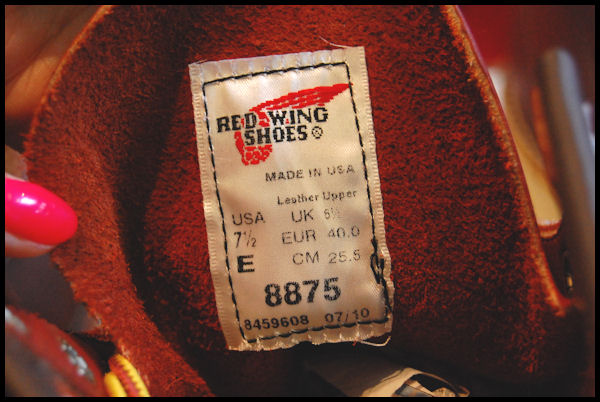 RED WING
SHOES®
MADE IN USA
Leather Upper
USA UK 6½
7½ EUR 40.0
E CM 25.5
8875
8459608 07/10